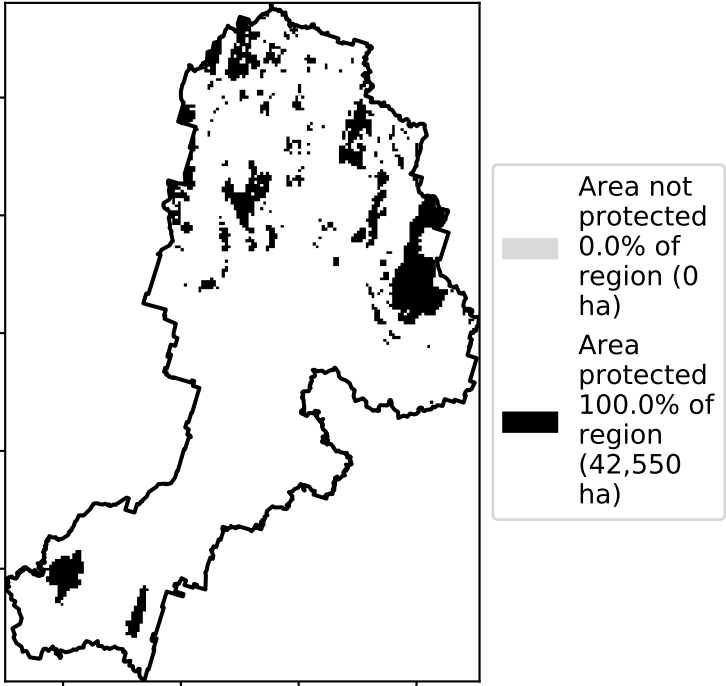 Area not
protected
0.0% of
region (0
ha)
Area
protected
100.0% of
region
(42,550
ha)